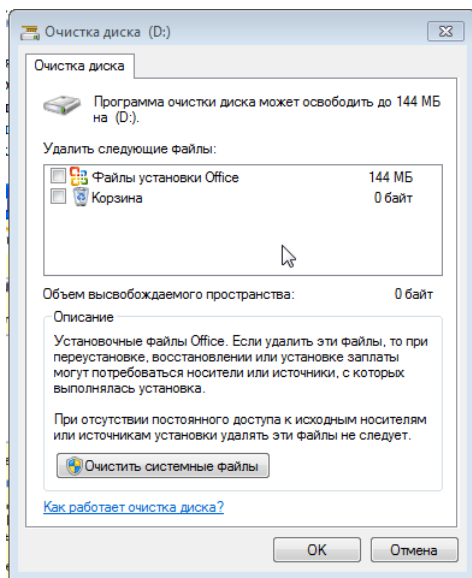 Очистка диска (D:)
Очистка диска
Программа очистки диска может освободить до 144 МБ
на (D:).
Удалить следующие файлы:
Файлы установки Office 144 МБ
Корзина 0 байт
Объем высвобождаемого пространства: 0 байт
Описание
Установочные файлы Office. Если удалить эти файлы, то при
переустановке, восстановлении или установке заплаты
могут потребоваться носители или источники, с которых
выполнялась установка.
При отсутствии постоянного доступа к исходным носителям
или источникам установки удалять эти файлы не следует.
Очистить системные файлы
Как работает очистка диска?
OK Отмена